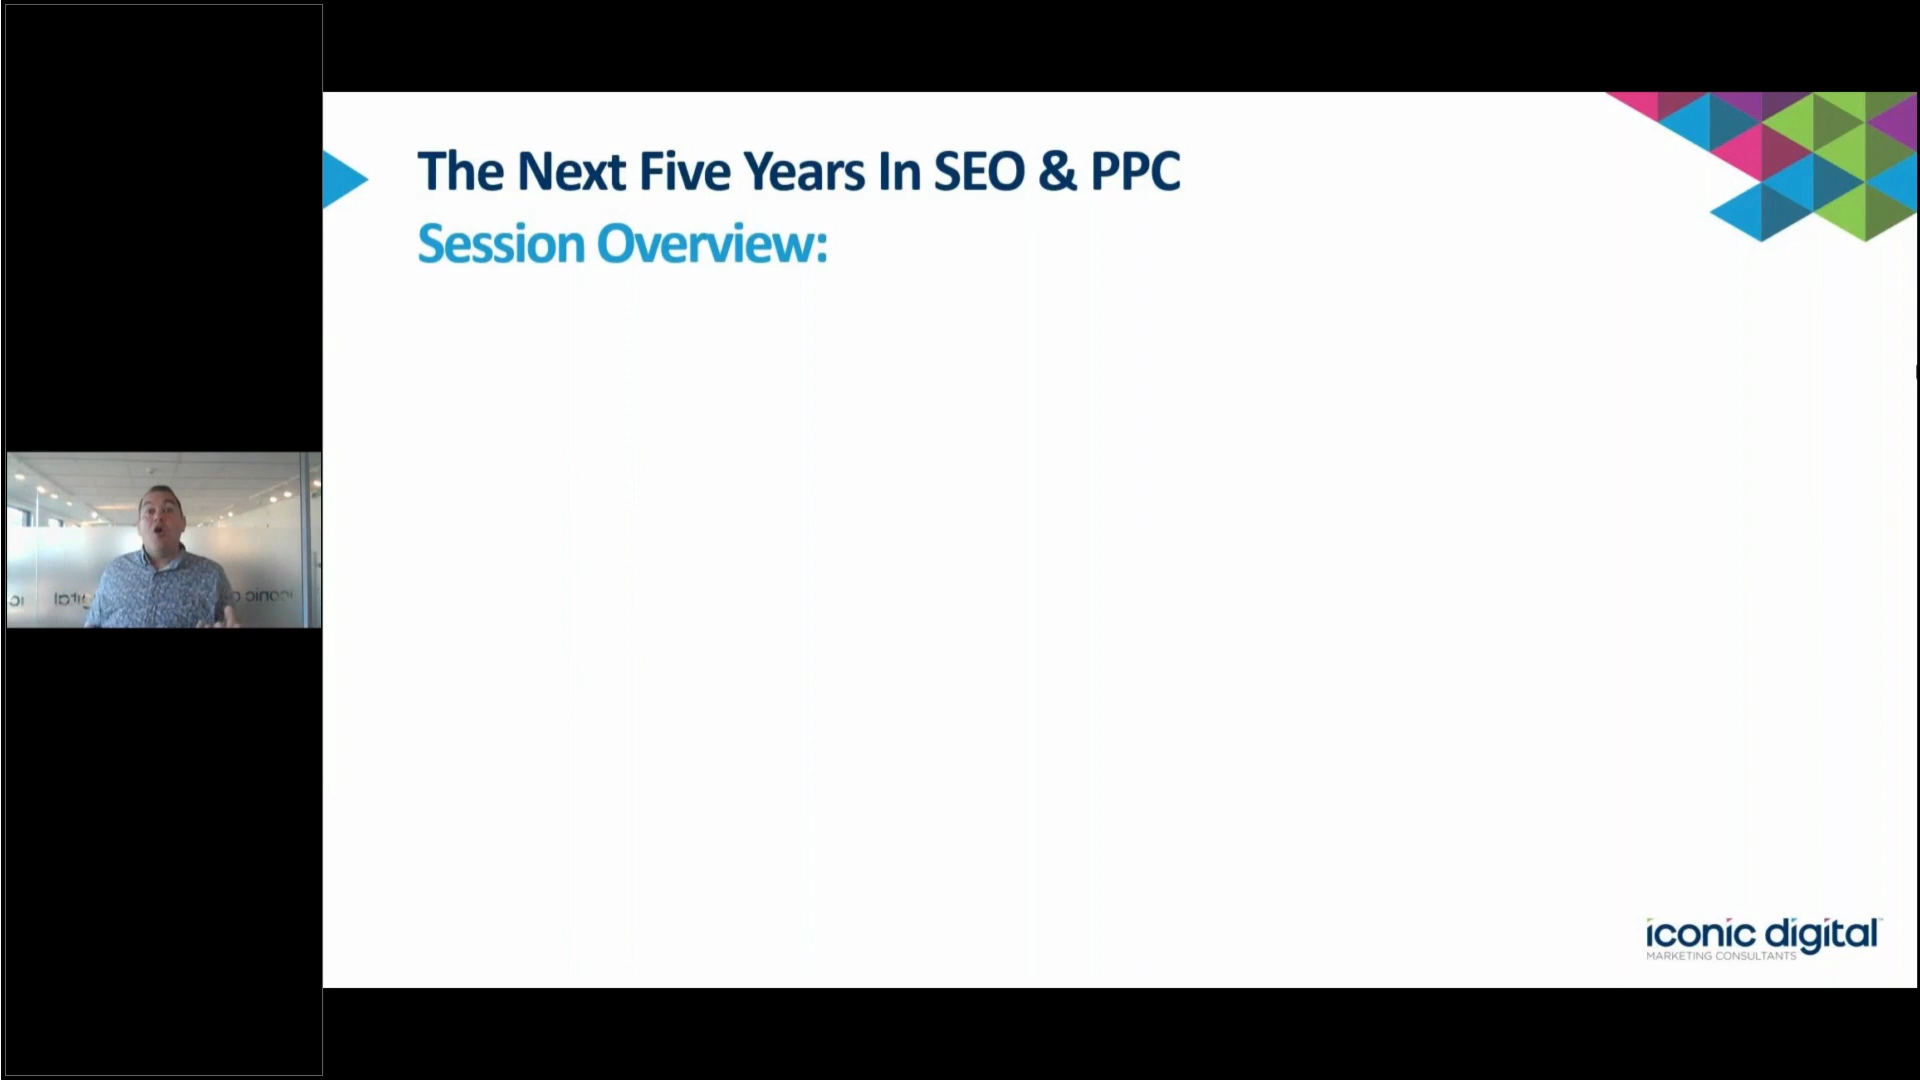 The Next Five Years In SEO & PPC
Session Overview:
iconic digital
MARKETING CONSULTANTS